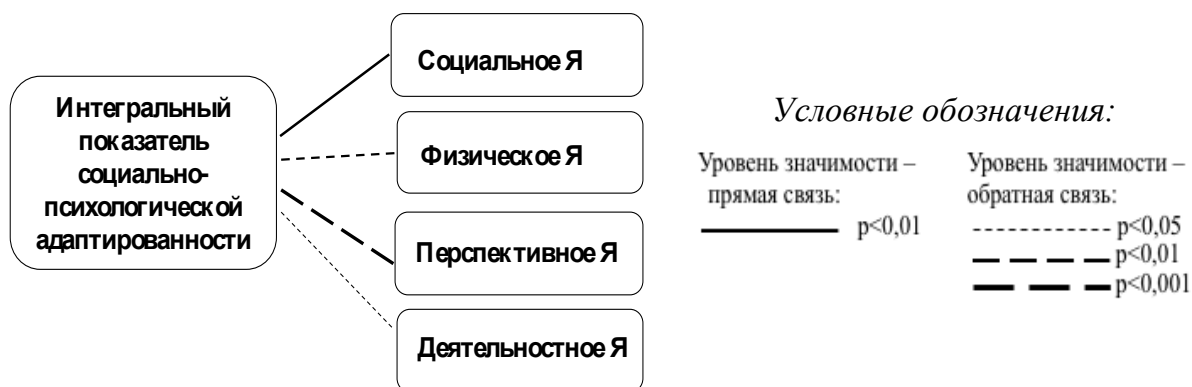 Интегральный
показатель
социально-
психологической
адаптированности
Социальное Я
Физическое Я
Перспективное Я
Деятельностное Я
Условные обозначения:
Уровень значимости –
прямая связь:
p<0,01
Уровень значимости –
обратная связь:
p<0,05
p<0,01
p<0,001